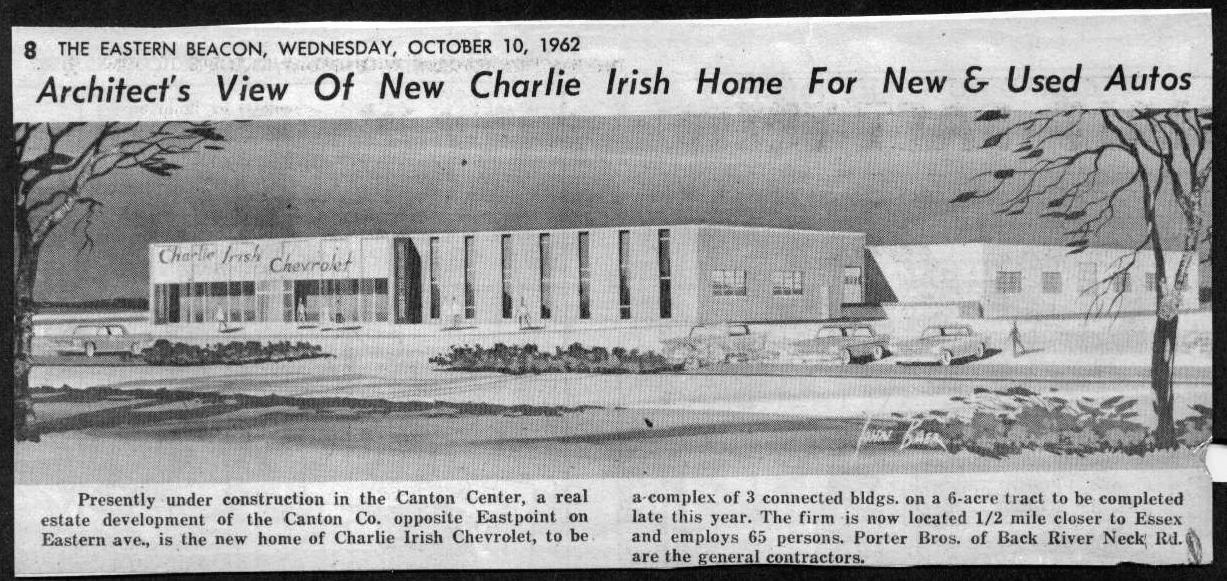 8 THE EASTERN BEACON, WEDNESDAY, OCTOBER 10, 1962
Architect's View Of New Charlie Irish Home For New & Used Autos
Charlie Irish
Chevrolet
Presently under construction in the Canton Center, a real
estate development of the Canton Co. opposite Eastpoint on
Eastern ave., is the new home of Charlie Irish Chevrolet, to be
a complex of 3 connected bldgs. on a 6-acre tract to be completed
late this year. The firm is now located 1/2 mile closer to Essex
and employs 65 persons. Porter Bros. of Back River Neck Rd.
are the general contractors.